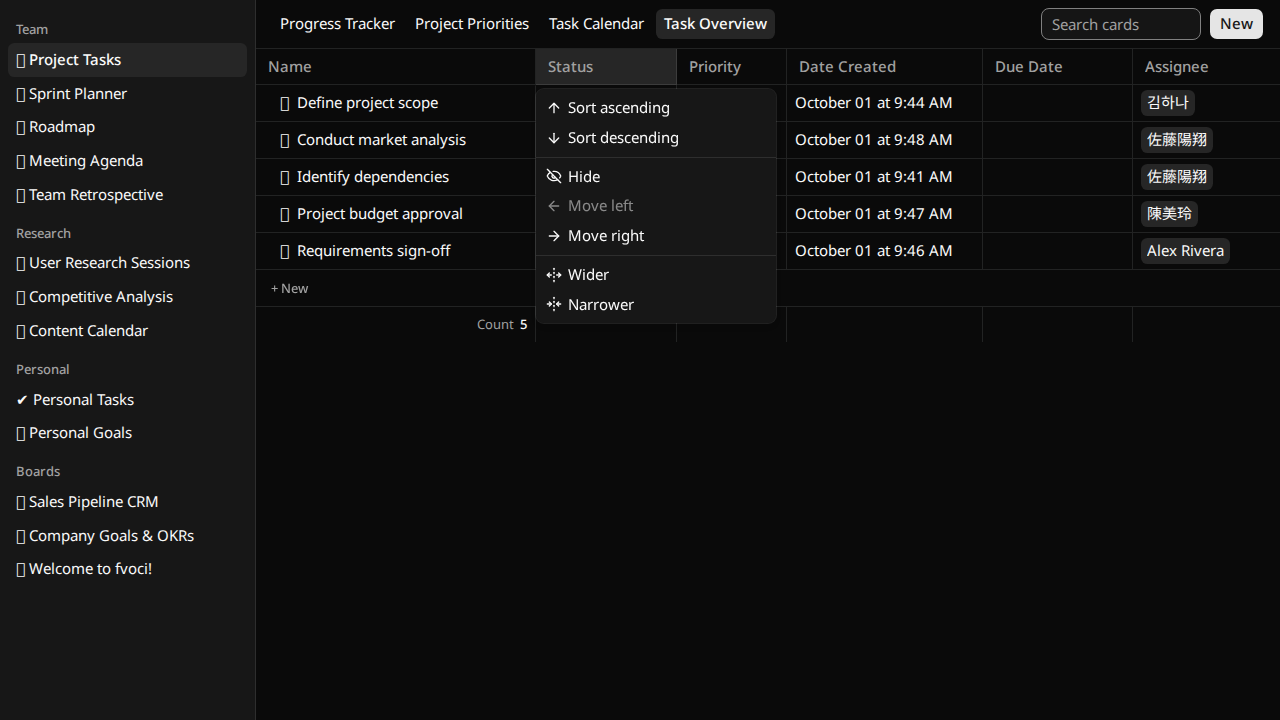 Team
Project Tasks
Sprint Planner
Roadmap
Meeting Agenda
Team Retrospective
Research
User Research Sessions
Competitive Analysis
Content Calendar
Personal
✔ Personal Tasks
Personal Goals
Boards
Sales Pipeline CRM
Company Goals & OKRs
Welcome to fvoci!
Progress Tracker Project Priorities Task Calendar Task Overview Search cards New
Name Status Priority Date Created Due Date Assignee
Define project scope October 01 at 9:44 AM 김하나
Conduct market analysis October 01 at 9:48 AM 佐藤陽翔
Identify dependencies October 01 at 9:41 AM 佐藤陽翔
Project budget approval October 01 at 9:47 AM 陳美玲
Requirements sign-off October 01 at 9:46 AM Alex Rivera
+ New
Count 5
Sort ascending
Sort descending
Hide
Move left
Move right
Wider
Narrower